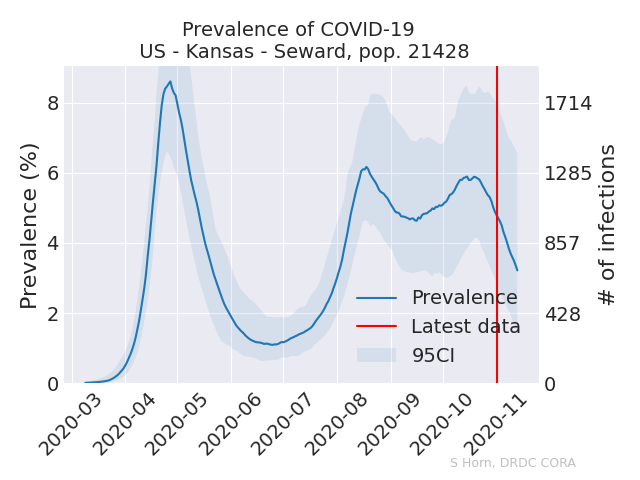 Prevalence of COVID-19
US - Kansas - Seward, pop. 21428
Prevalence (%)
8
6
4
2
0
1714
1285
857
428
0
# of infections
Prevalence
Latest data
95CI
2020-03
2020-04
2020-05
2020-06
2020-07
2020-08
2020-09
2020-10
2020-11
S Horn, DRDC CORA